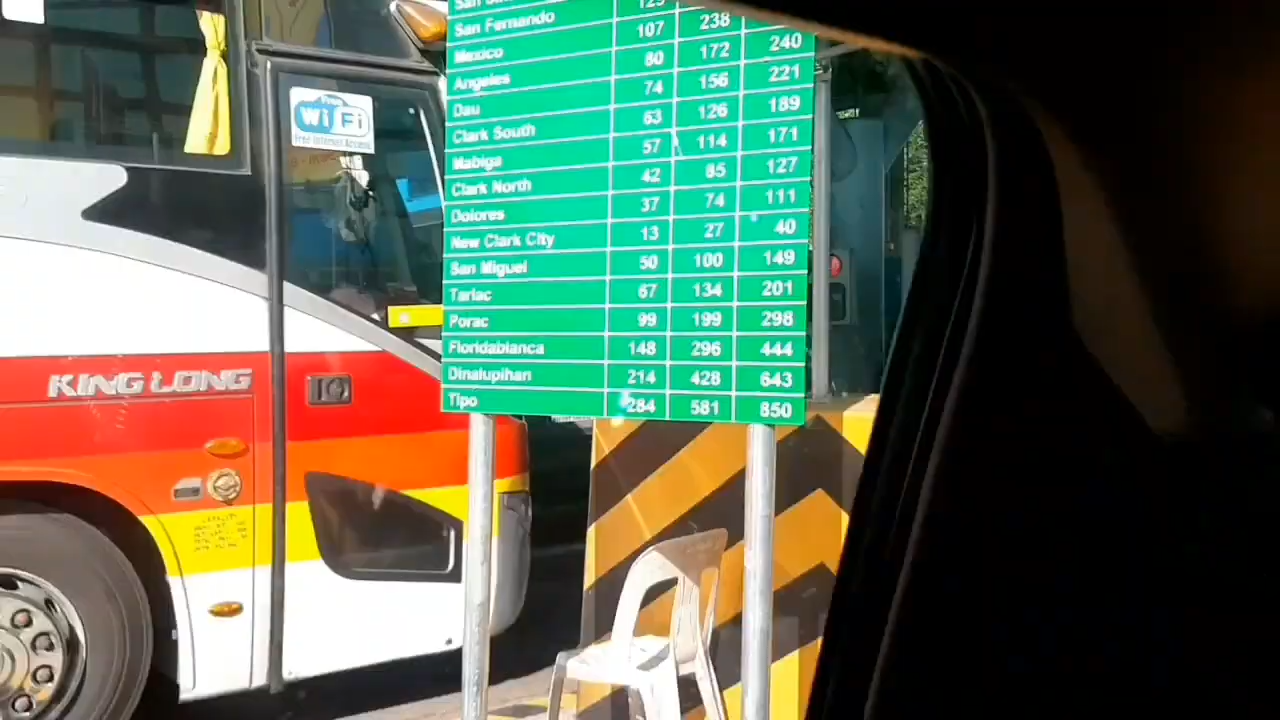 San Fernando 125
Mexico 107 238
Angeles 80 172 240
Dau 74 156 221
Clark South 63 126 189
Mabiga 57 114 171
Clark North 42 85 127
Dolores 37 74 111
New Clark City 13 27 40
San Miguel 50 100 149
Tarlac 67 134 201
Porac 99 199 298
Floridablanca 148 296 444
Dinalupihan 214 428 643
Tipo 284 581 850
Free
WiFi
Free Internet Access
KING LONG